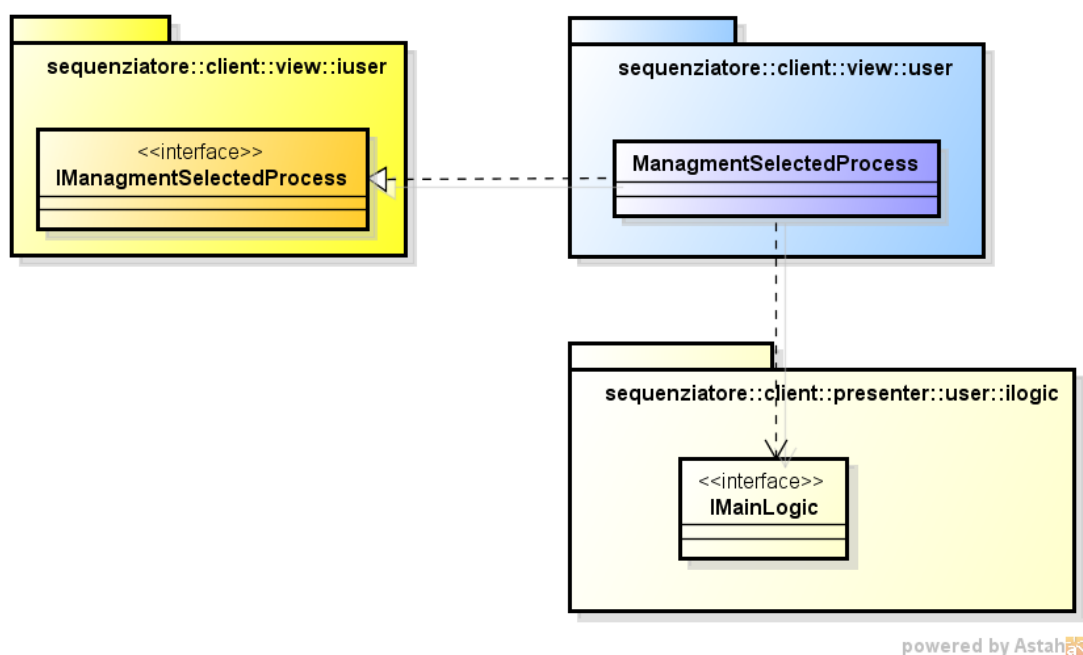 sequenziatore::client::view::iuser
<<interface>>
IManagmentSelectedProcess
sequenziatore::client::view::user
ManagmentSelectedProcess
sequenziatore::client::presenter::user::ilogic
<<interface>>
IMainLogic
powered by Astah